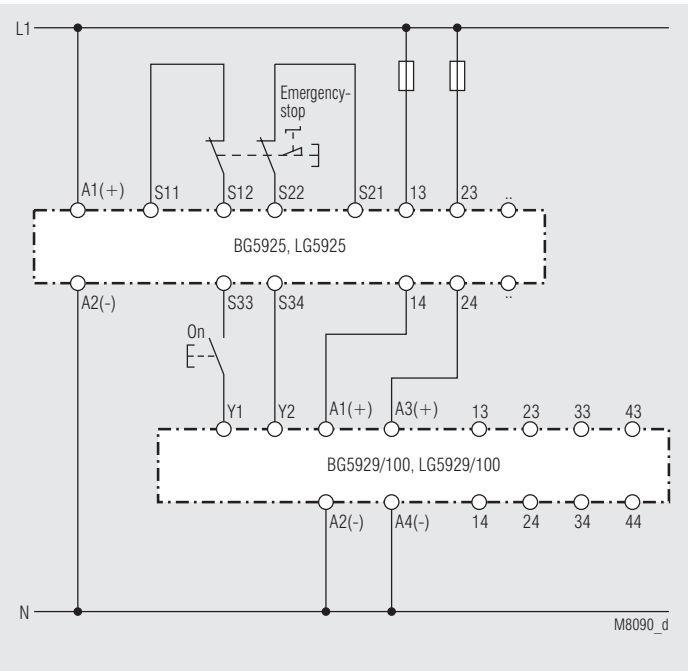 L1
Emergency-
stop
A1(+) S11 S12 S22 S21 13 23 ..
BG5925, LG5925
A2(-) S33 S34 14 24 ..
On
Y1 Y2 A1(+) A3(+) 13 23 33 43
BG5929/100, LG5929/100
A2(-) A4(-) 14 24 34 44
N
M8090_d